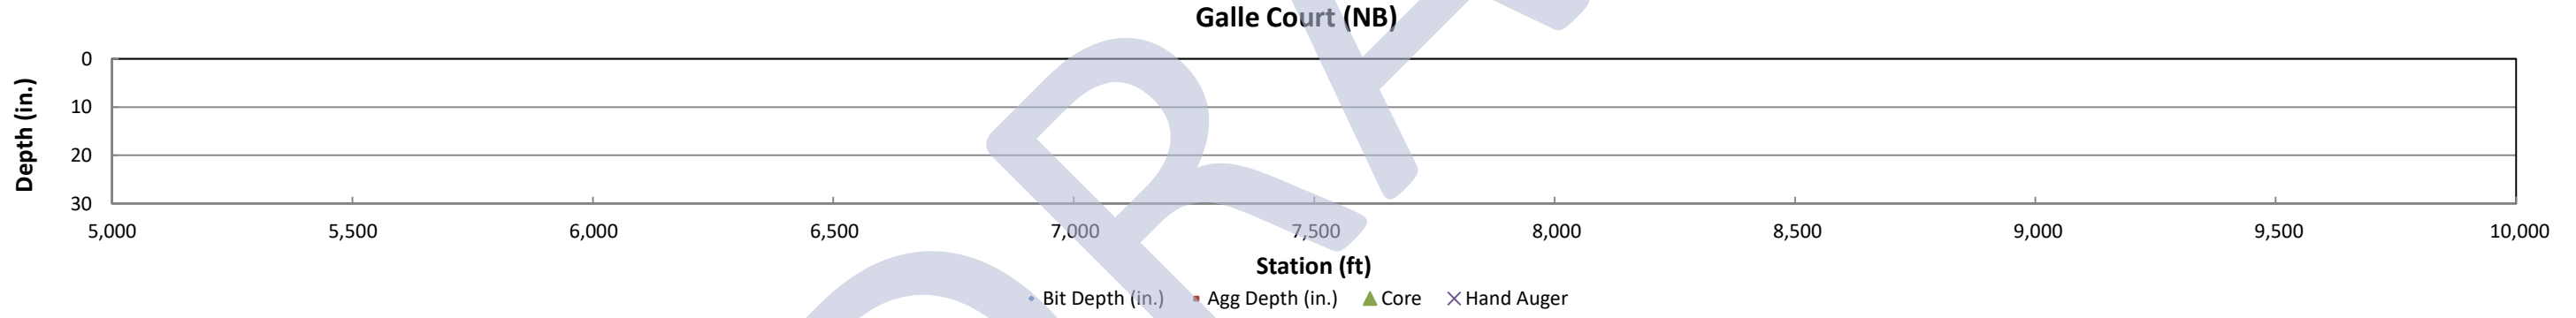 Galle Court (NB)
Depth (in.)
0
10
20
30
5,000 5,500 6,000 6,500 7,000 7,500 8,000 8,500 9,000 9,500 10,000
Station (ft)
Bit Depth (in.) Agg Depth (in.) Core Hand Auger